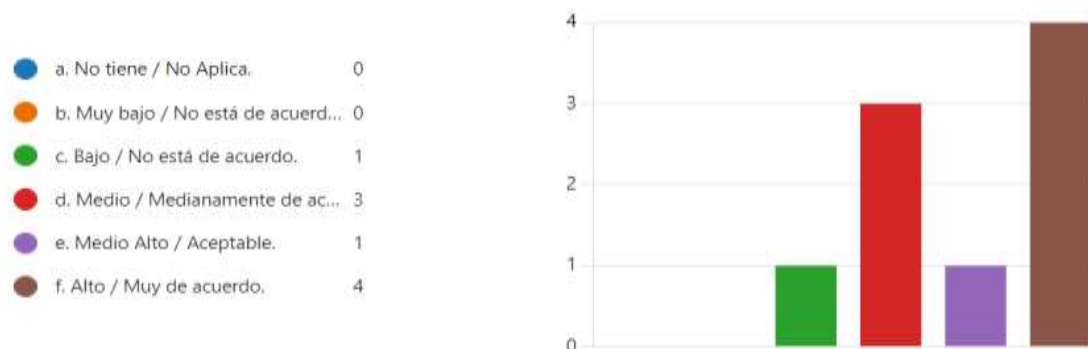 a. No tiene / No Aplica. 0
b. Muy bajo / No está de acuerd... 0
c. Bajo / No está de acuerdo. 1
d. Medio / Medianamente de ac... 3
e. Medio Alto / Aceptable. 1
f. Alto / Muy de acuerdo. 4
4
3
2
1
0